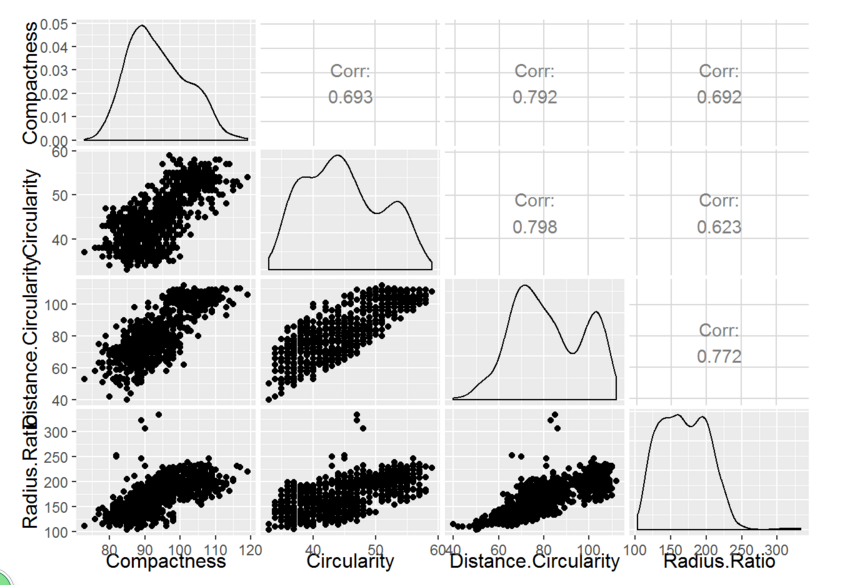 0.05
0.04
0.03
0.02
0.01
0.00
Compactness
Corr:
0.693
Corr:
0.792
Corr:
0.692
60
50
40
Circularity
Corr:
0.798
Corr:
0.623
100
80
60
40
Distance.Circularity
Corr:
0.772
300
250
200
150
100
Radius.Ratio
80 90 100 110 120
40 50 60
40 60 80 100
100 150 200 250 300
Compactness
Circularity
Distance.Circularity
Radius.Ratio